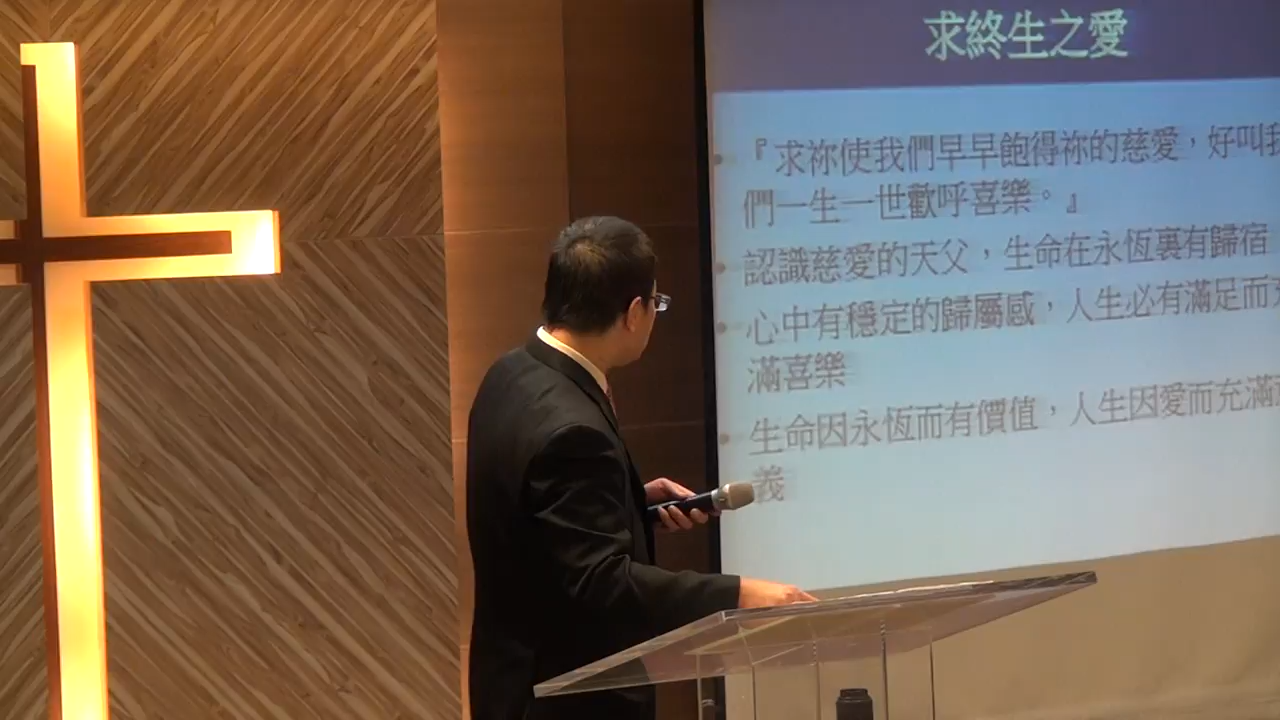 求終生之愛
『求祢使我們早早飽得祢的慈愛，好叫我
們一生一世歡呼喜樂。』
認識慈愛的天父，生命在永恆裏有歸宿
心中有穩定的歸屬感，人生必有滿足而充
滿喜樂
生命因永恆而有價值，人生因愛而充滿
義